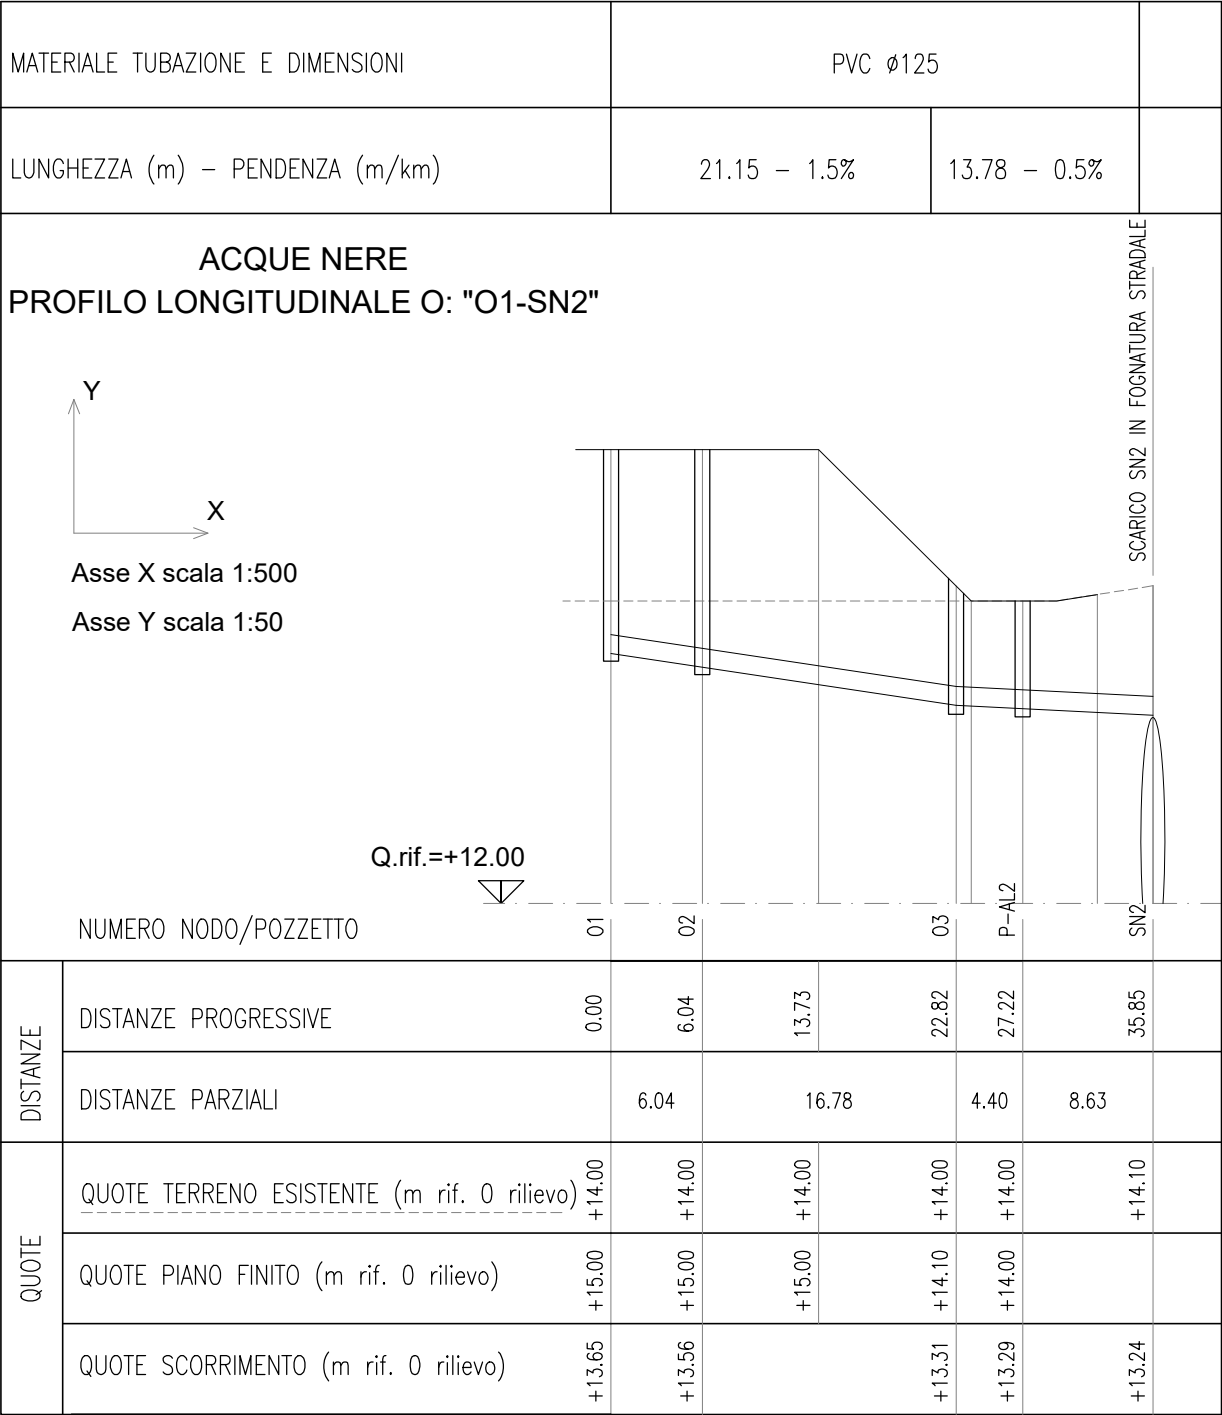 MATERIALE TUBAZIONE E DIMENSIONI
PVC ø125
LUNGHEZZA (m) – PENDENZA (m/km)
21.15 – 1.5%
13.78 – 0.5%
ACQUE NERE
PROFILO LONGITUDINALE O: "O1-SN2"
SCARICO SN2 IN FOGNATURA STRADALE
Y
X
Asse X scala 1:500
Asse Y scala 1:50
Q.rif.=+12.00
NUMERO NODO/POZZETTO
O1
O2
O3
P-AL2
SN2
DISTANZE
DISTANZE PROGRESSIVE
0.00
6.04
13.73
22.82
27.22
35.85
DISTANZE PARZIALI
6.04
16.78
4.40
8.63
QUOTE
QUOTE TERRENO ESISTENTE (m rif. 0 rilievo)
+14.00
+14.00
+14.00
+14.00
+14.00
+14.10
QUOTE PIANO FINITO (m rif. 0 rilievo)
+15.00
+15.00
+15.00
+14.10
+14.00
QUOTE SCORRIMENTO (m rif. 0 rilievo)
+13.65
+13.56
+13.31
+13.29
+13.24